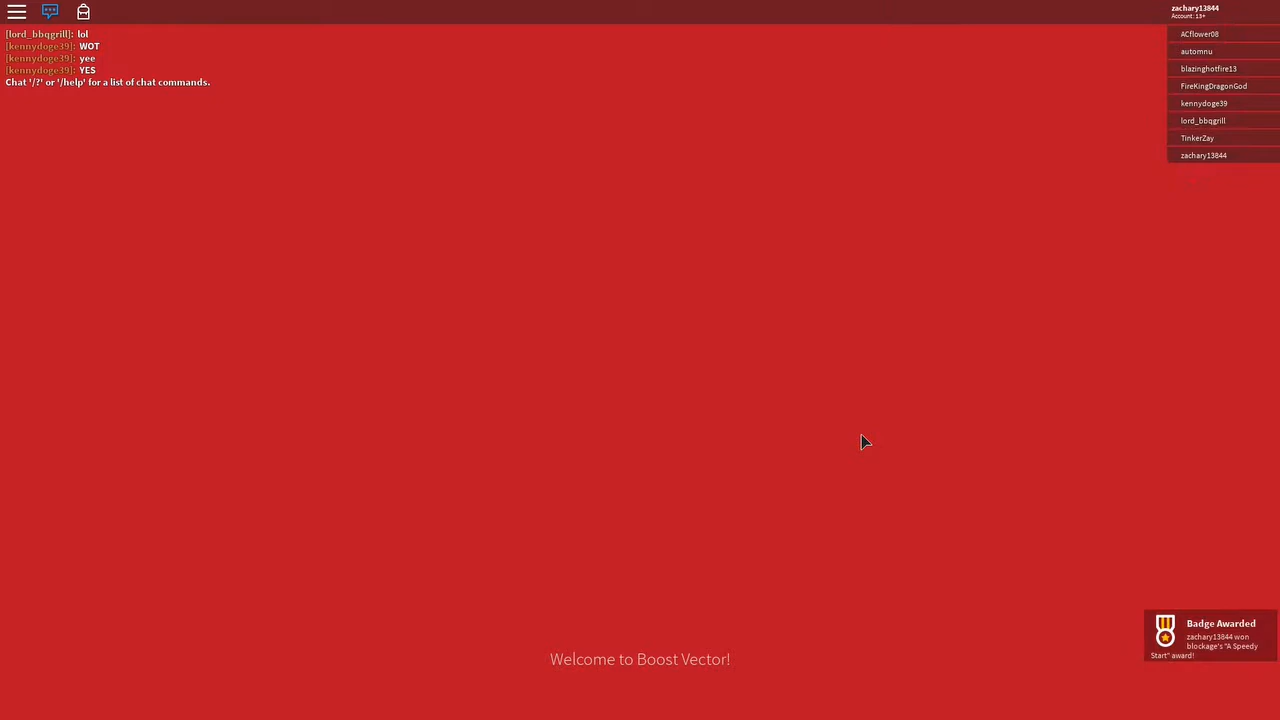 zachary13844
Account: 13+
[lord_bbqgrill]: lol
[kennydoge39]: WOT
[kennydoge39]: yee
[kennydoge39]: YES
Chat '/?' or '/help' for a list of chat commands.
ACflower08
automnu
blazinghotfire13
FireKingDragonGod
kennydoge39
lord_bbqgrill
TinkerZay
zachary13844
Welcome to Boost Vector!
Badge Awarded
zachary13844 won
blockage's "A Speedy
Start" award!